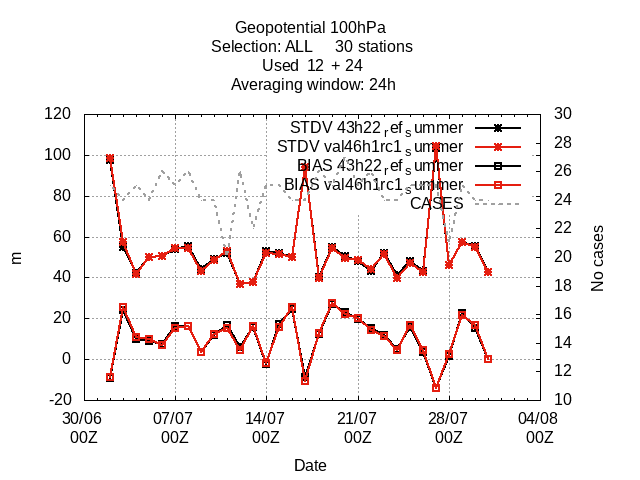 Geopotential 100hPa
Selection: ALL 30 stations
Used 12 + 24
Averaging window: 24h
STDV 43h22_ref_summer
STDV val46h1rc1_summer
BIAS 43h22_ref_summer
BIAS val46h1rc1_summer
CASES
120
100
80
60
40
20
0
-20
m
30
28
26
24
22
20
18
16
14
12
10
No cases
30/06 07/07 14/07 21/07 28/07 04/08
00Z 00Z 00Z 00Z 00Z 00Z
Date